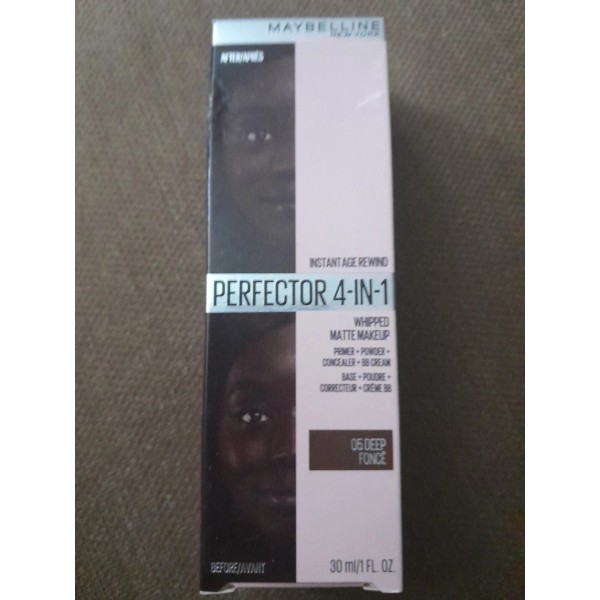 MAYBELLINE
NEW YORK
AFTER/APRÈS
INSTANT AGE REWIND
PERFECTOR 4-IN-1
WHIPPED
MATTE MAKEUP
PRIMER + POWDER +
CONCEALER + BB CREAM
BASE + POUDRE +
CORRECTEUR + CRÈME BB
05 DEEP
FONCÉ
BEFORE/AVANT
30 ml/1 FL. OZ.